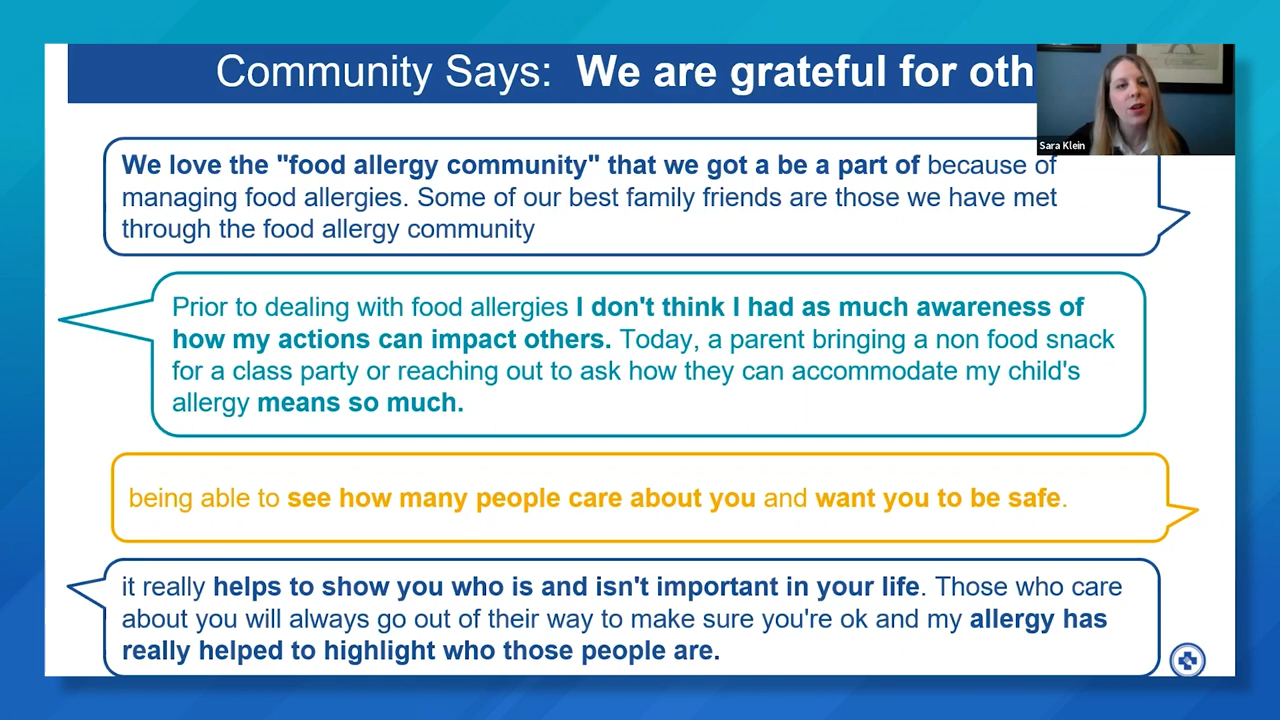 Community Says: We are grateful for oth
Sara Klein
We love the "food allergy community" that we got a be a part of because of
managing food allergies. Some of our best family friends are those we have met
through the food allergy community
Prior to dealing with food allergies I don't think I had as much awareness of
how my actions can impact others. Today, a parent bringing a non food snack
for a class party or reaching out to ask how they can accommodate my child's
allergy means so much.
being able to see how many people care about you and want you to be safe.
it really helps to show you who is and isn't important in your life. Those who care
about you will always go out of their way to make sure you're ok and my allergy has
really helped to highlight who those people are.